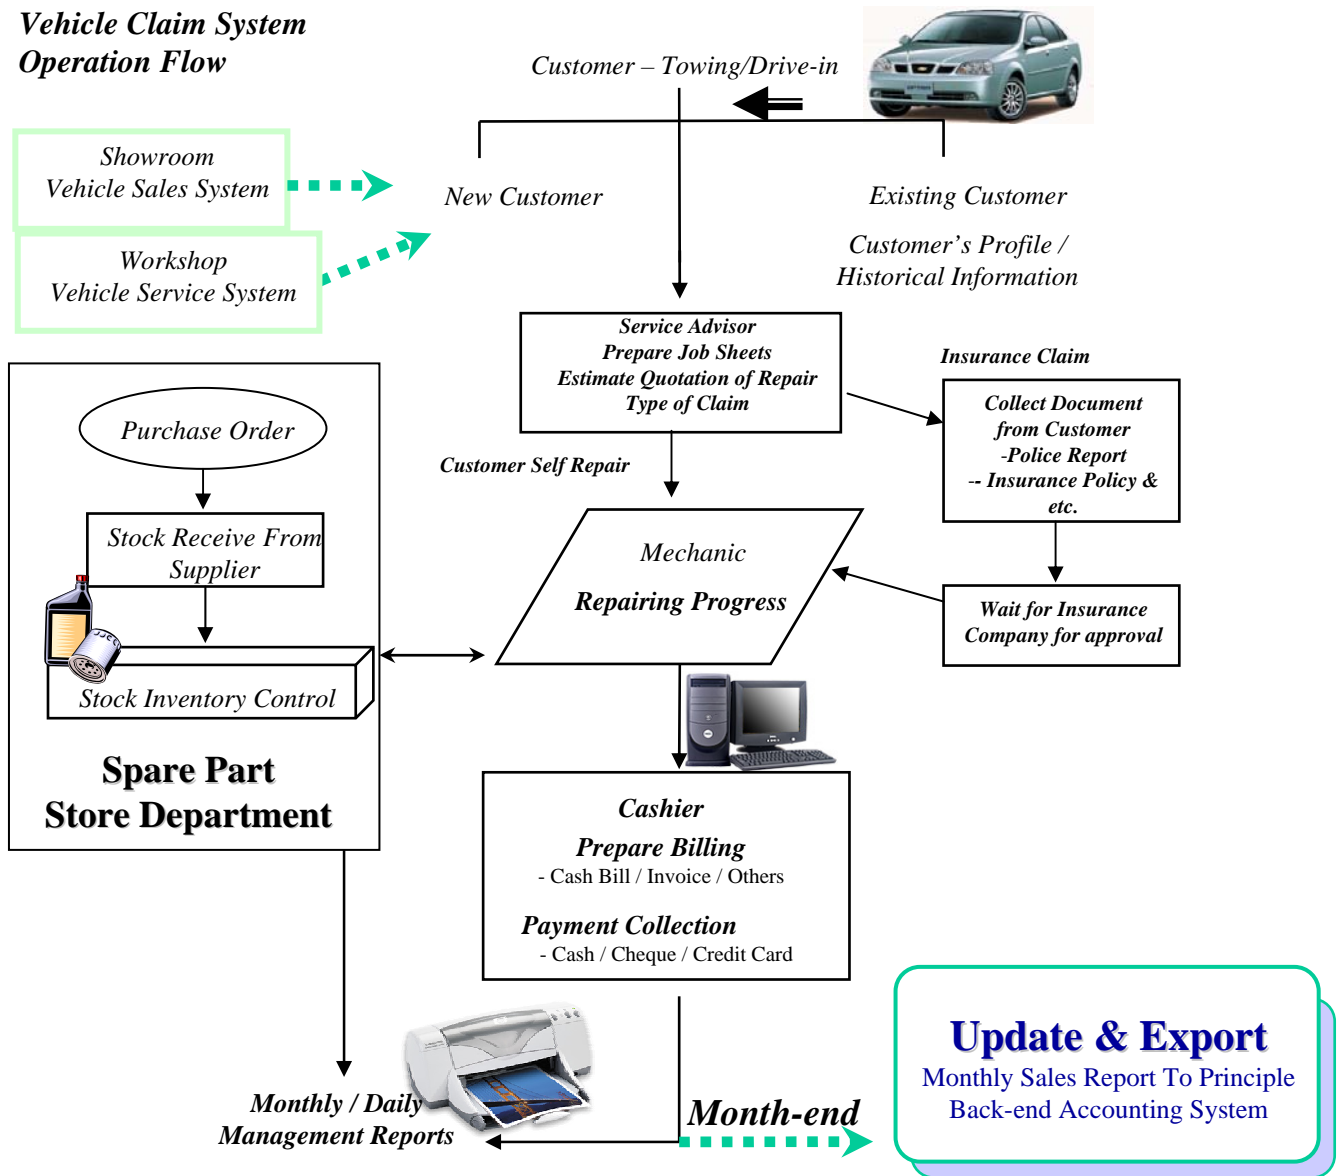 Vehicle Claim System
Operation Flow
Customer – Towing/Drive-in
Showroom
Vehicle Sales System
New Customer
Existing Customer
Workshop
Vehicle Service System
Customer's Profile /
Historical Information
Service Advisor
Prepare Job Sheets
Estimate Quotation of Repair
Type of Claim
Insurance Claim
Collect Document
from Customer
-Police Report
-- Insurance Policy &
etc.
Purchase Order
Customer Self Repair
Stock Receive From
Supplier
Mechanic
Repairing Progress
Wait for Insurance
Company for approval
Stock Inventory Control
Spare Part
Store Department
Cashier
Prepare Billing
- Cash Bill / Invoice / Others
Payment Collection
- Cash / Cheque / Credit Card
Monthly / Daily
Management Reports
Month-end
Update & Export
Monthly Sales Report To Principle
Back-end Accounting System